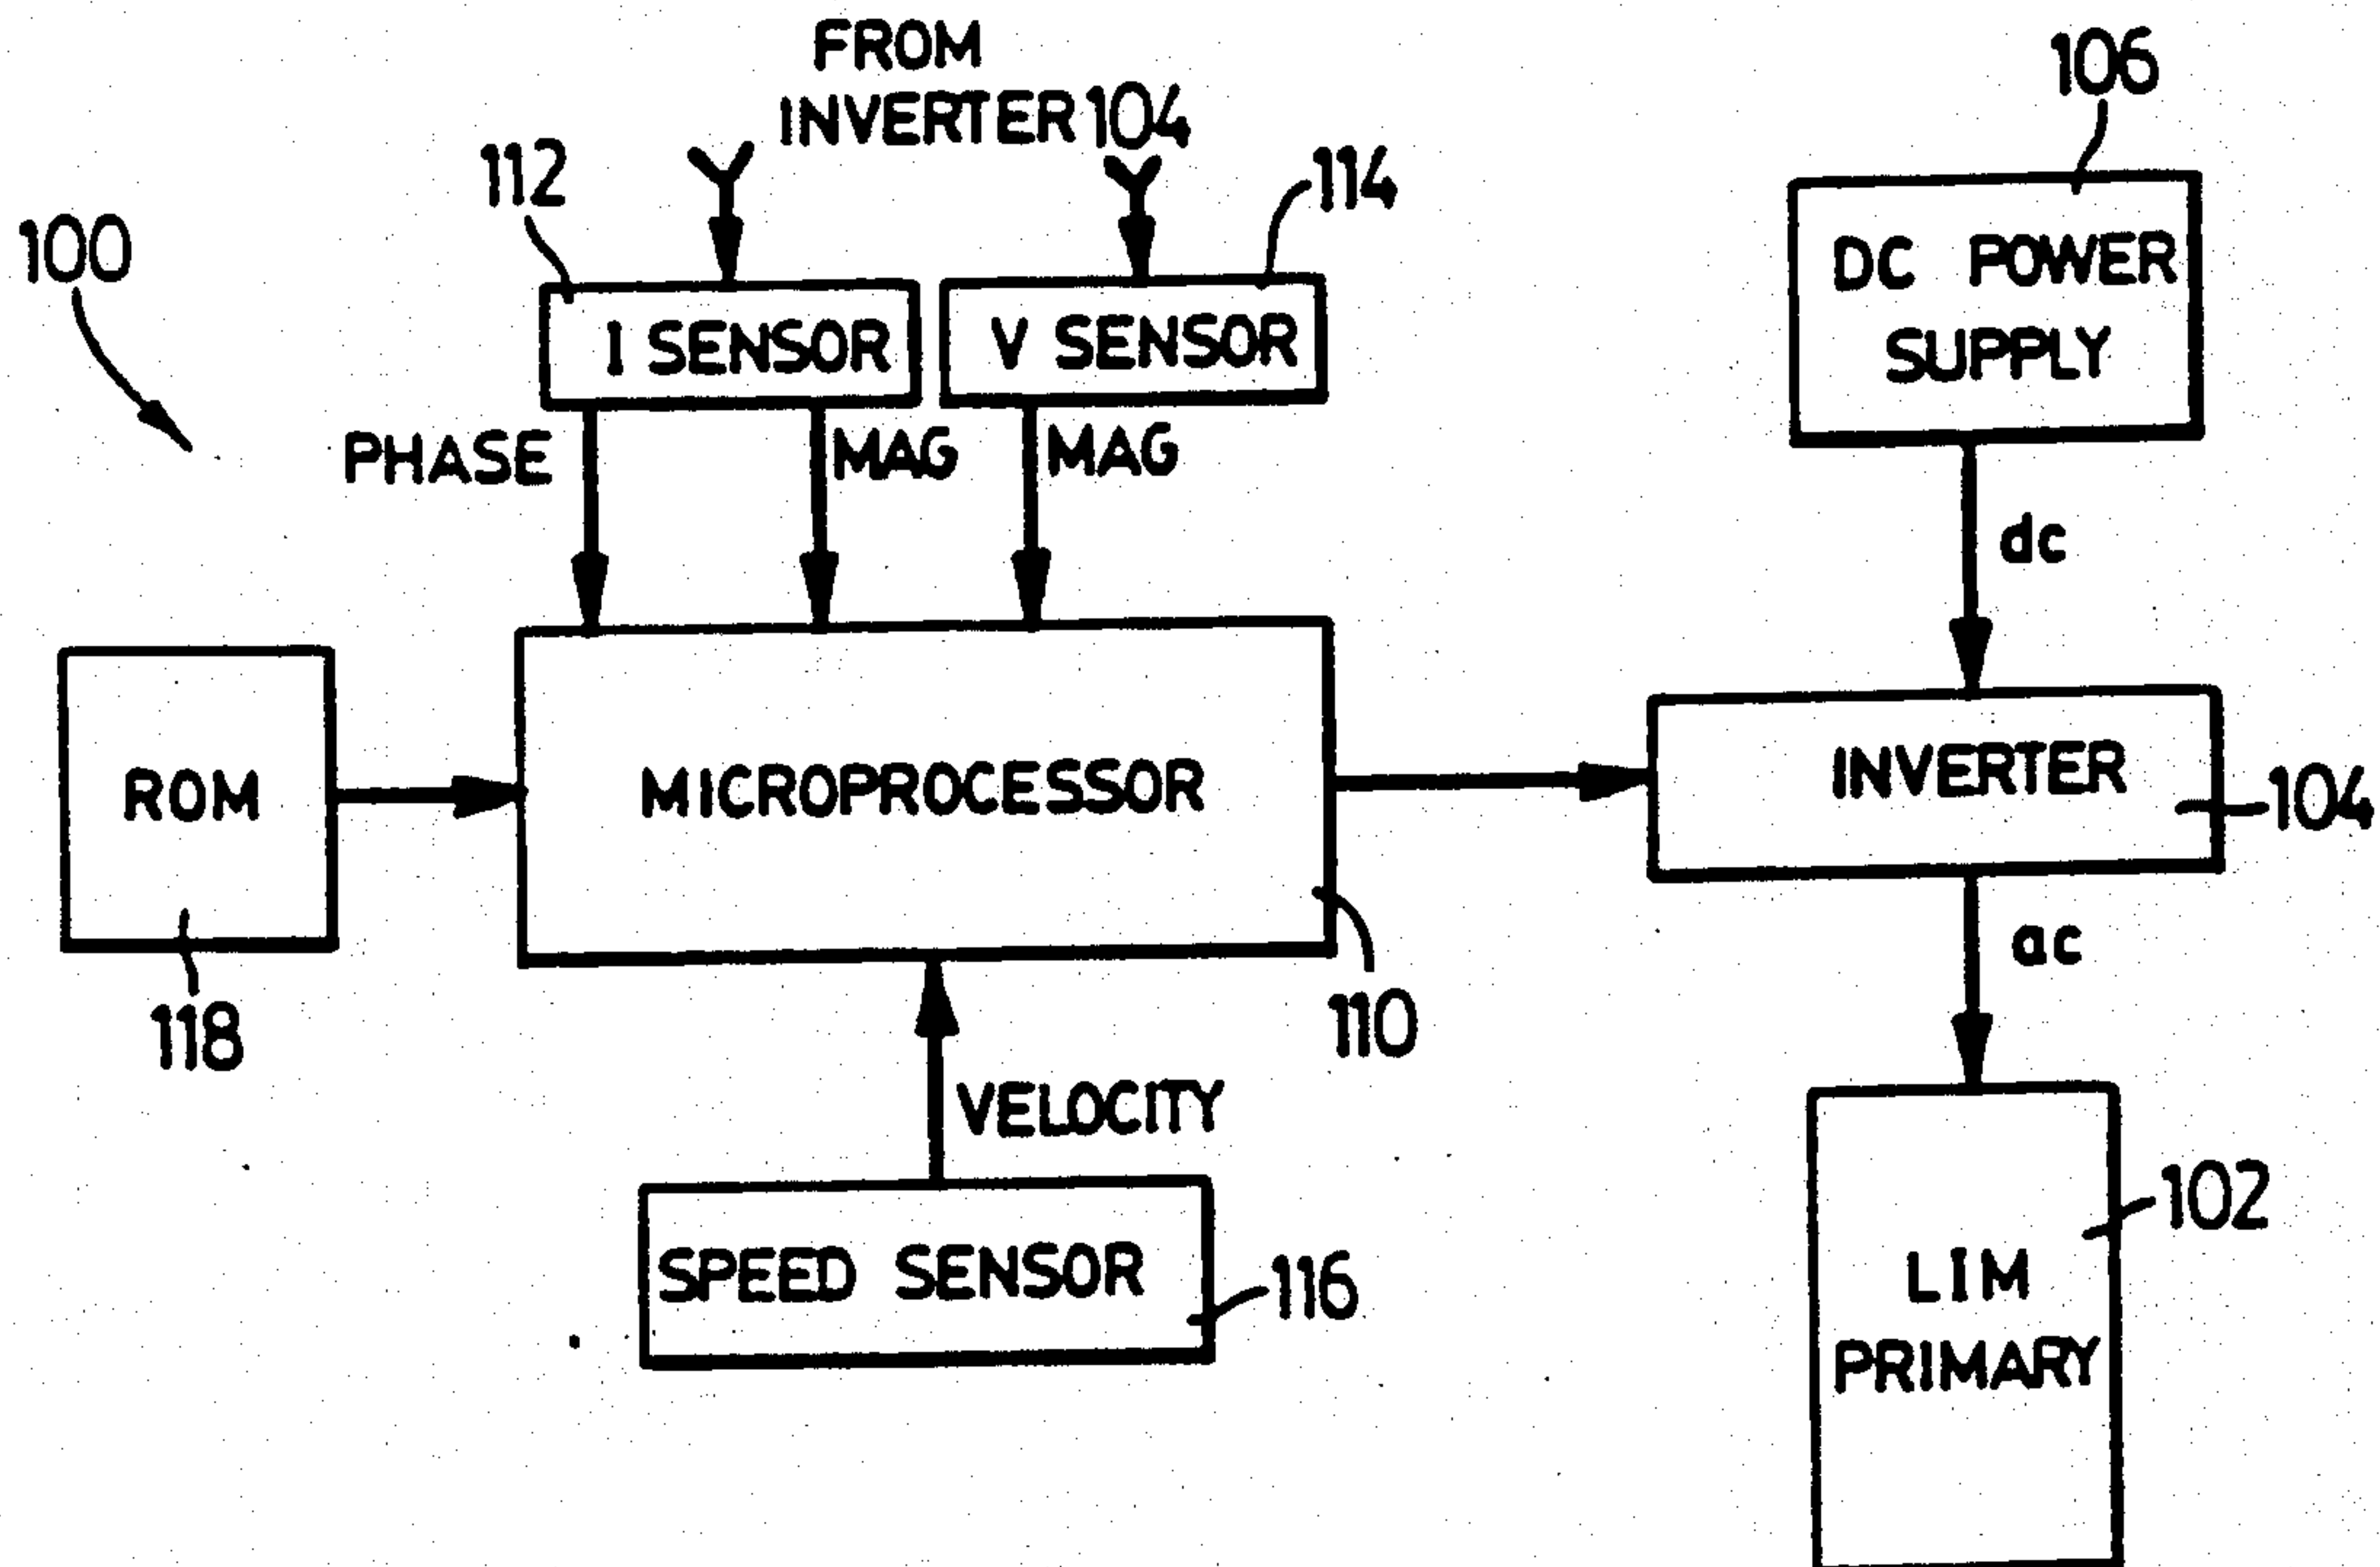 FROM
INVERTER 104
106
112
114
100
DC POWER
SUPPLY
I SENSOR
V SENSOR
PHASE
MAG
MAG
dc
ROM
MICROPROCESSOR
INVERTER
104
ac
118
110
VELOCITY
102
SPEED SENSOR
116
LIM
PRIMARY